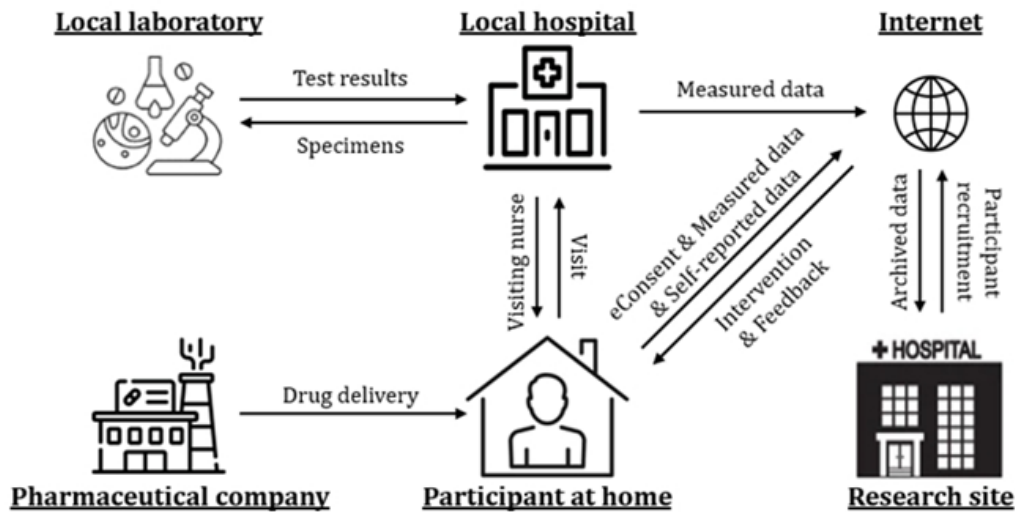 Local laboratory
Local hospital
Internet
Test results
Specimens
Measured data
Visiting nurse
Visit
eConsent & Measured data
& Self-reported data
Intervention
& Feedback
Archived data
Participant
recruitment
HOSPITAL
Drug delivery
Pharmaceutical company
Participant at home
Research site